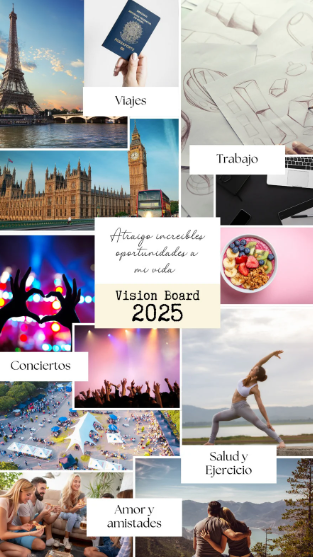 Viajes
Trabajo
Atraigo increíbles
oportunidades a
mi vida
Vision Board
2025
Conciertos
Salud y
Ejercicio
Amor y
amistades